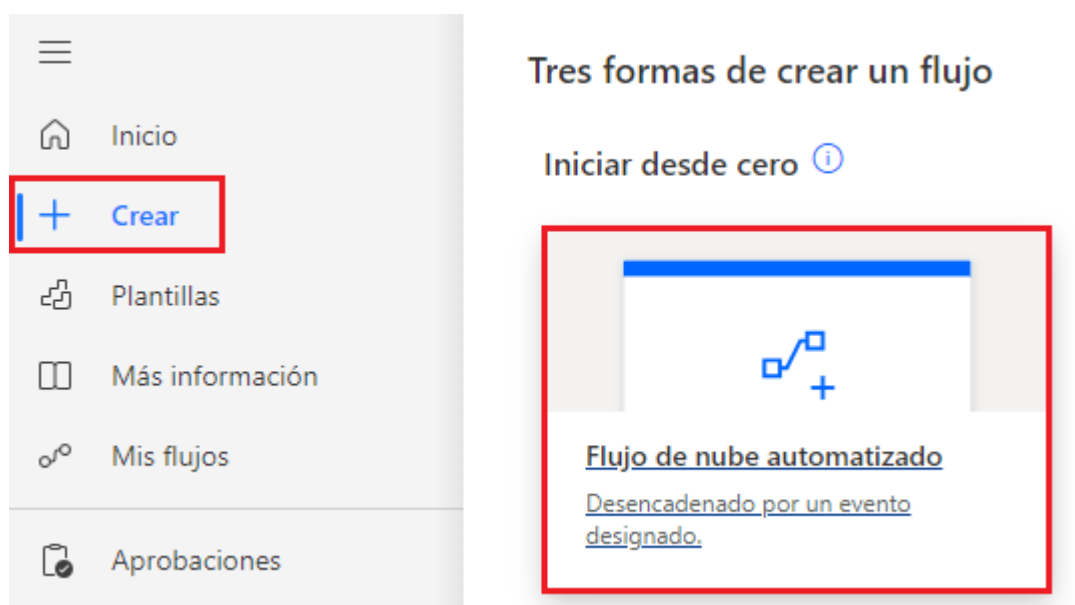 Inicio
Crear
Plantillas
Más información
Mis flujos
Aprobaciones
Tres formas de crear un flujo
Iniciar desde cero
Flujo de nube automatizado
Desencadenado por un evento
designado.